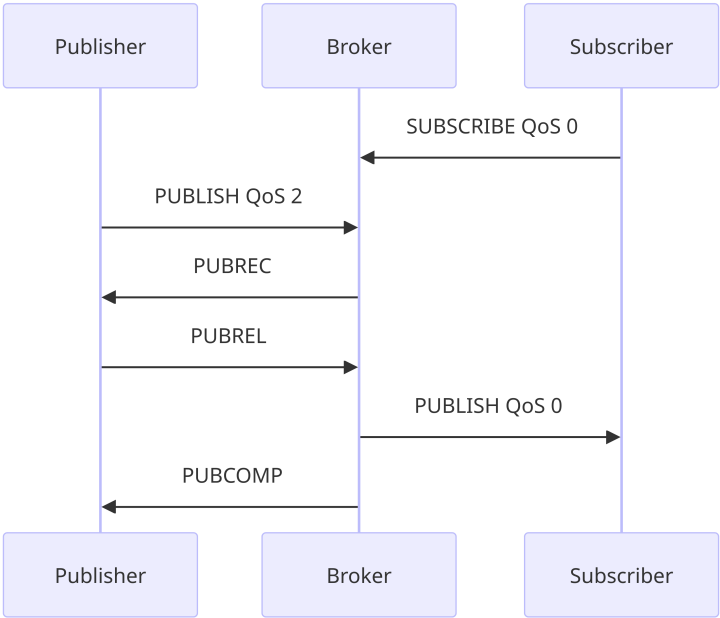 Publisher
Broker
Subscriber
SUBSCRIBE QoS 0
PUBLISH QoS 2
PUBREC
PUBREL
PUBLISH QoS 0
PUBCOMP
Publisher
Broker
Subscriber